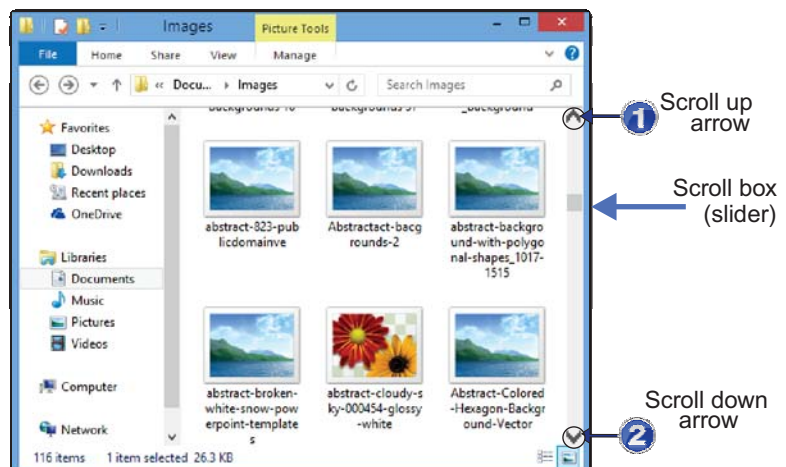 Images
Picture Tools
File Home Share View Manage
« Docu... Images
Search Images
_background
Favorites
Desktop
Downloads
Recent places
OneDrive
Libraries
Documents
Music
Pictures
Videos
Computer
Network
abstract-823-pub
licdomainve
Abstractact-bacg
rounds-2
abstract-backgro
und-with-polygo
nal-shapes_1017-
1515
abstract-broken-
white-snow-pow
erpoint-template
s
abstract-cloudy-s
ky-000454-glossy
-white
Abstract-Colored
-Hexagon-Backgr
ound-Vector
116 items 1 item selected 26.3 KB
1
Scroll up
arrow
Scroll box
(slider)
2
Scroll down
arrow